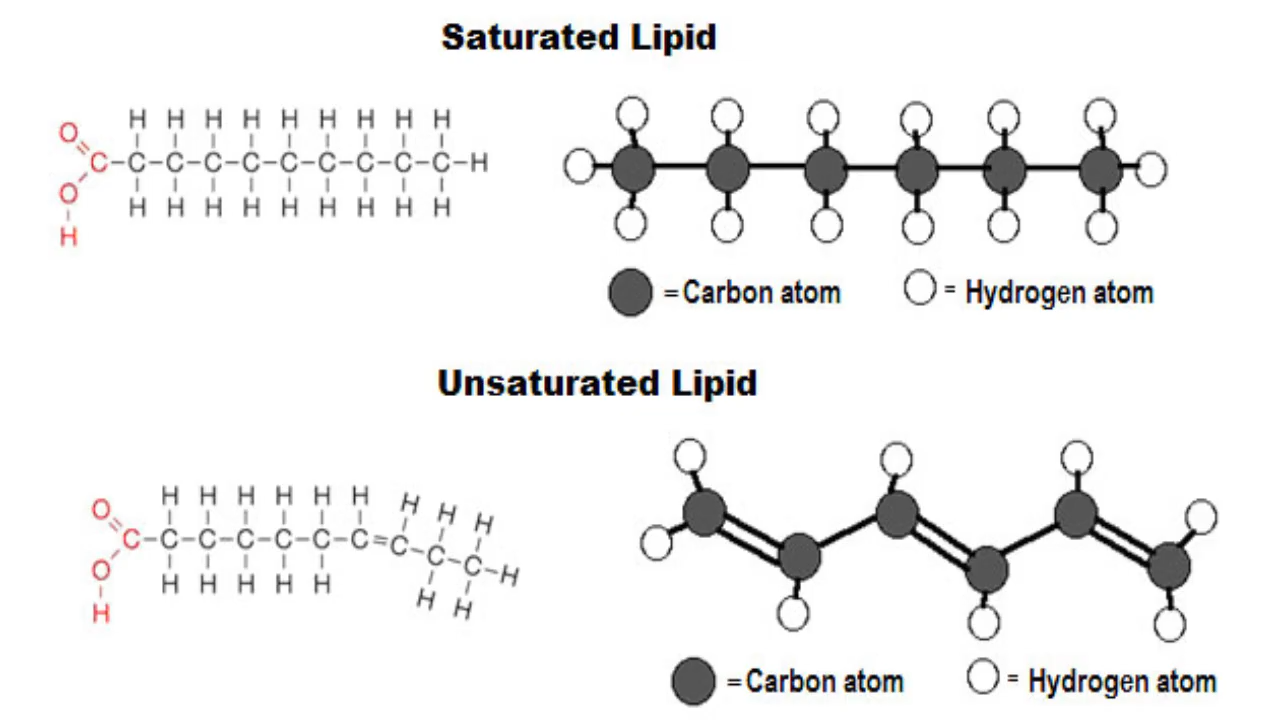 Saturated Lipid
H H H H H H H H H
O
C C C C C C C C C C H
O
H H H H H H H H H
H
= Carbon atom
= Hydrogen atom
Unsaturated Lipid
H H H H H H H H H
O
C C C C C C C = C C C H
O
H H H H H H H
H
= Carbon atom
= Hydrogen atom